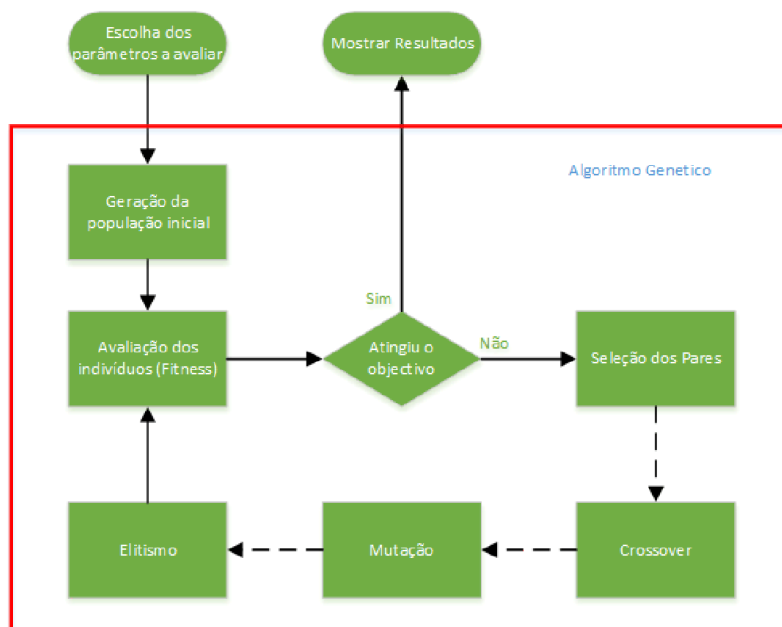 Escolha dos
parâmetros a avaliar
Mostrar Resultados
Algoritmo Genetico
Geração da
população inicial
Sim
Avaliação dos
indivíduos (Fitness)
Atingiu o
objectivo
Não
Seleção dos Pares
Elitismo
Mutação
Crossover